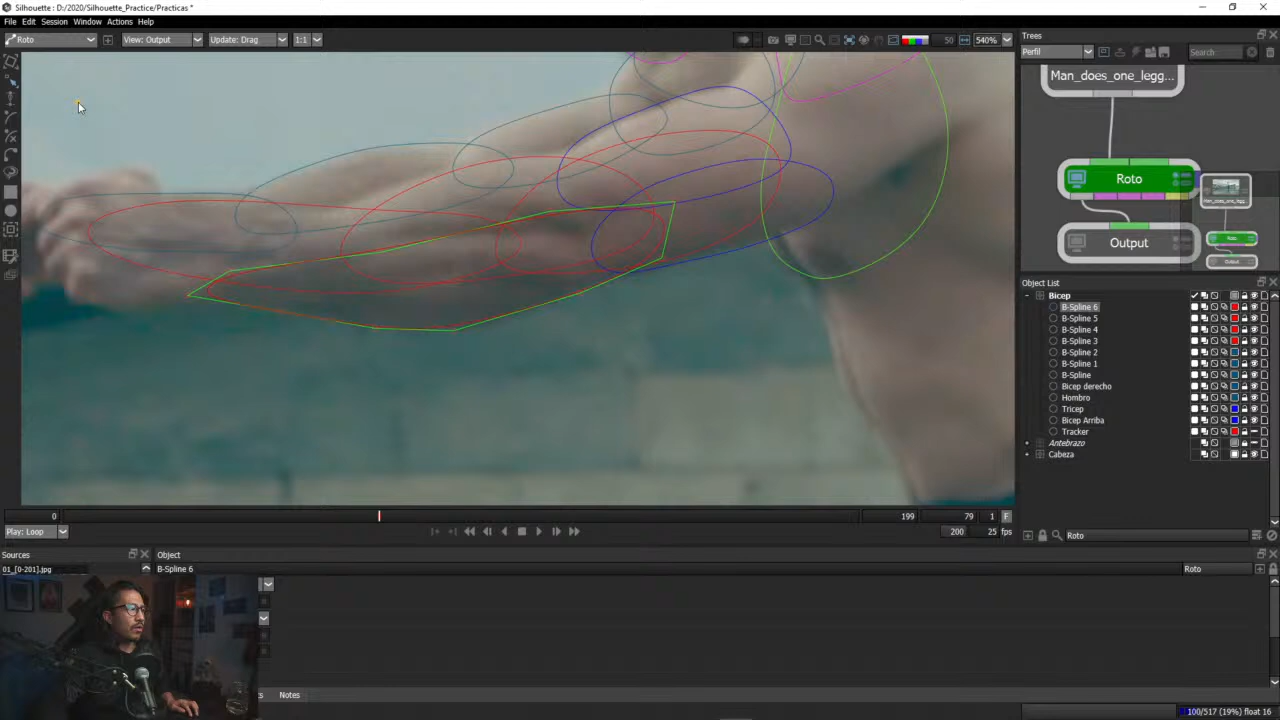 Silhouette : D:/2020/Silhouette_Practice/Practicas *
File Edit Session Window Actions Help
Roto View: Output Update: Drag 1:1 50 540%
Trees
Perfil Search
Man_does_one_legg...
Roto
Output
Object List
Bicep
B-Spline 6
B-Spline 5
B-Spline 4
B-Spline 3
B-Spline 2
B-Spline 1
B-Spline
Bicep derecho
Hombro
Tricep
Bicep Arriba
Tracker
Antebrazo
Cabeza
0 199 79 1 F
Play: Loop 200 25 fps
Roto
Sources Object
01_[0-201].jpg B-Spline 6 Roto
Notes
100/517 (19%) float 16